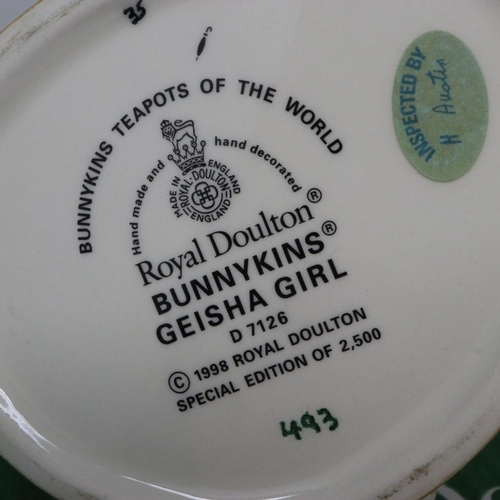 35
BUNNYKINS TEAPOTS OF THE WORLD
Hand made and hand decorated
MADE IN ENGLAND
ROYAL DOULTON
ENGLAND
Royal Doulton®
BUNNYKINS®
GEISHA GIRL
D 7126
© 1998 ROYAL DOULTON
SPECIAL EDITION OF 2,500
493
INSPECTED BY
H Austin